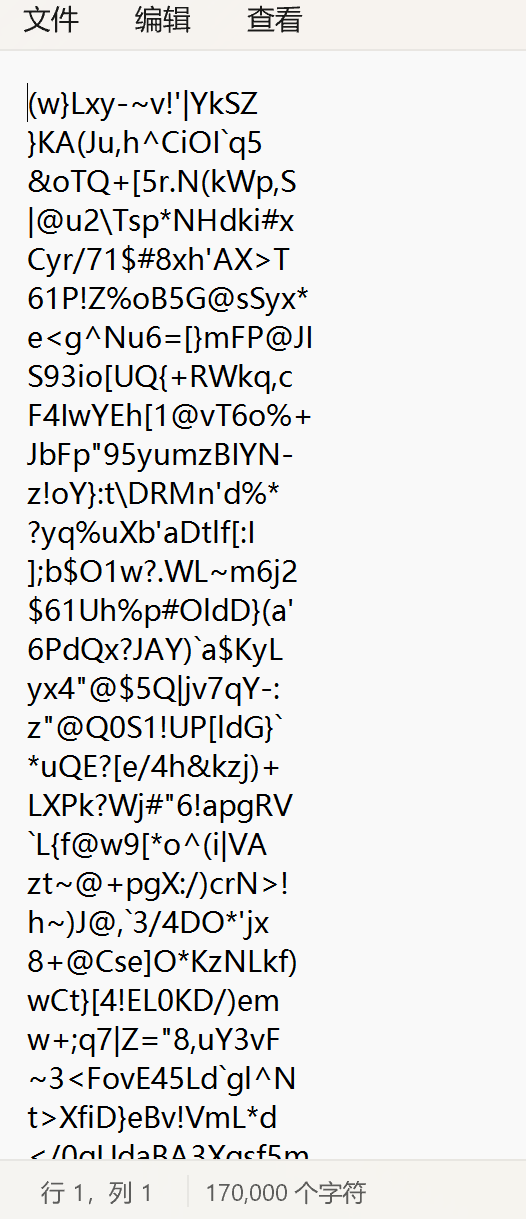 文件 编辑 查看
(w}Lxy-~v!'|YkSZ
}KA(Ju,h^CiOI`q5
&oTQ+[5r.N(kWp,S
|@u2\Tsp*NHdki#x
Cyr/71$#8xh'AX>T
61P!Z%oB5G@sSyx*
e<g^Nu6=[}mFP@JI
S93io[UQ{+RWkq,c
F4IwYEh[1@vT6o%+
JbFp"95yumzBIYN-
z!oY}:t\DRMn'd%*
?yq%uXb'aDtlf[:I
];b$O1w?.WL~m6j2
$61Uh%p#OldD}(a'
6PdQx?JAY)`a$KyL
yx4"@$5Q|jv7qY-:
z"@Q0S1!UP[IdG}`
*uQE?[e/4h&kzj)+
LXPk?Wj#"6!apgRV
`L{f@w9[*o^(i|VA
zt~@+pgX:/)crN>!
h~)J@,`3/4DO*'jx
8+@Cse]O*KzNLkf)
wCt}[4!EL0KD/)em
w+;q7|Z="8,uY3vF
~3<FovE45Ld`gl^N
t>XfiD}eBv!VmL*d
</0qUdaBA3Xgsf5m
行 1，列 1 170,000 个字符